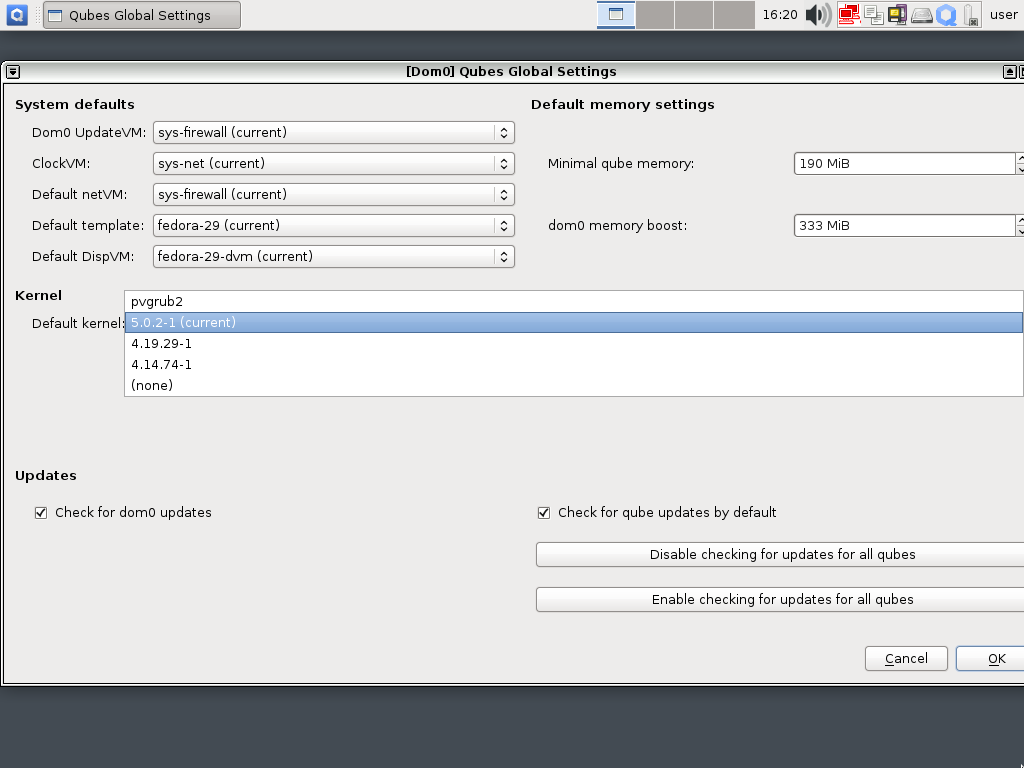 Qubes Global Settings
16:20
user
[Dom0] Qubes Global Settings
System defaults
Default memory settings
Dom0 UpdateVM: sys-firewall (current)
ClockVM: sys-net (current)
Minimal qube memory: 190 MiB
Default netVM: sys-firewall (current)
Default template: fedora-29 (current)
dom0 memory boost: 333 MiB
Default DispVM: fedora-29-dvm (current)
Kernel
pvgrub2
Default kernel: 5.0.2-1 (current)
4.19.29-1
4.14.74-1
(none)
Updates
Check for dom0 updates
Check for qube updates by default
Disable checking for updates for all qubes
Enable checking for updates for all qubes
Cancel
OK